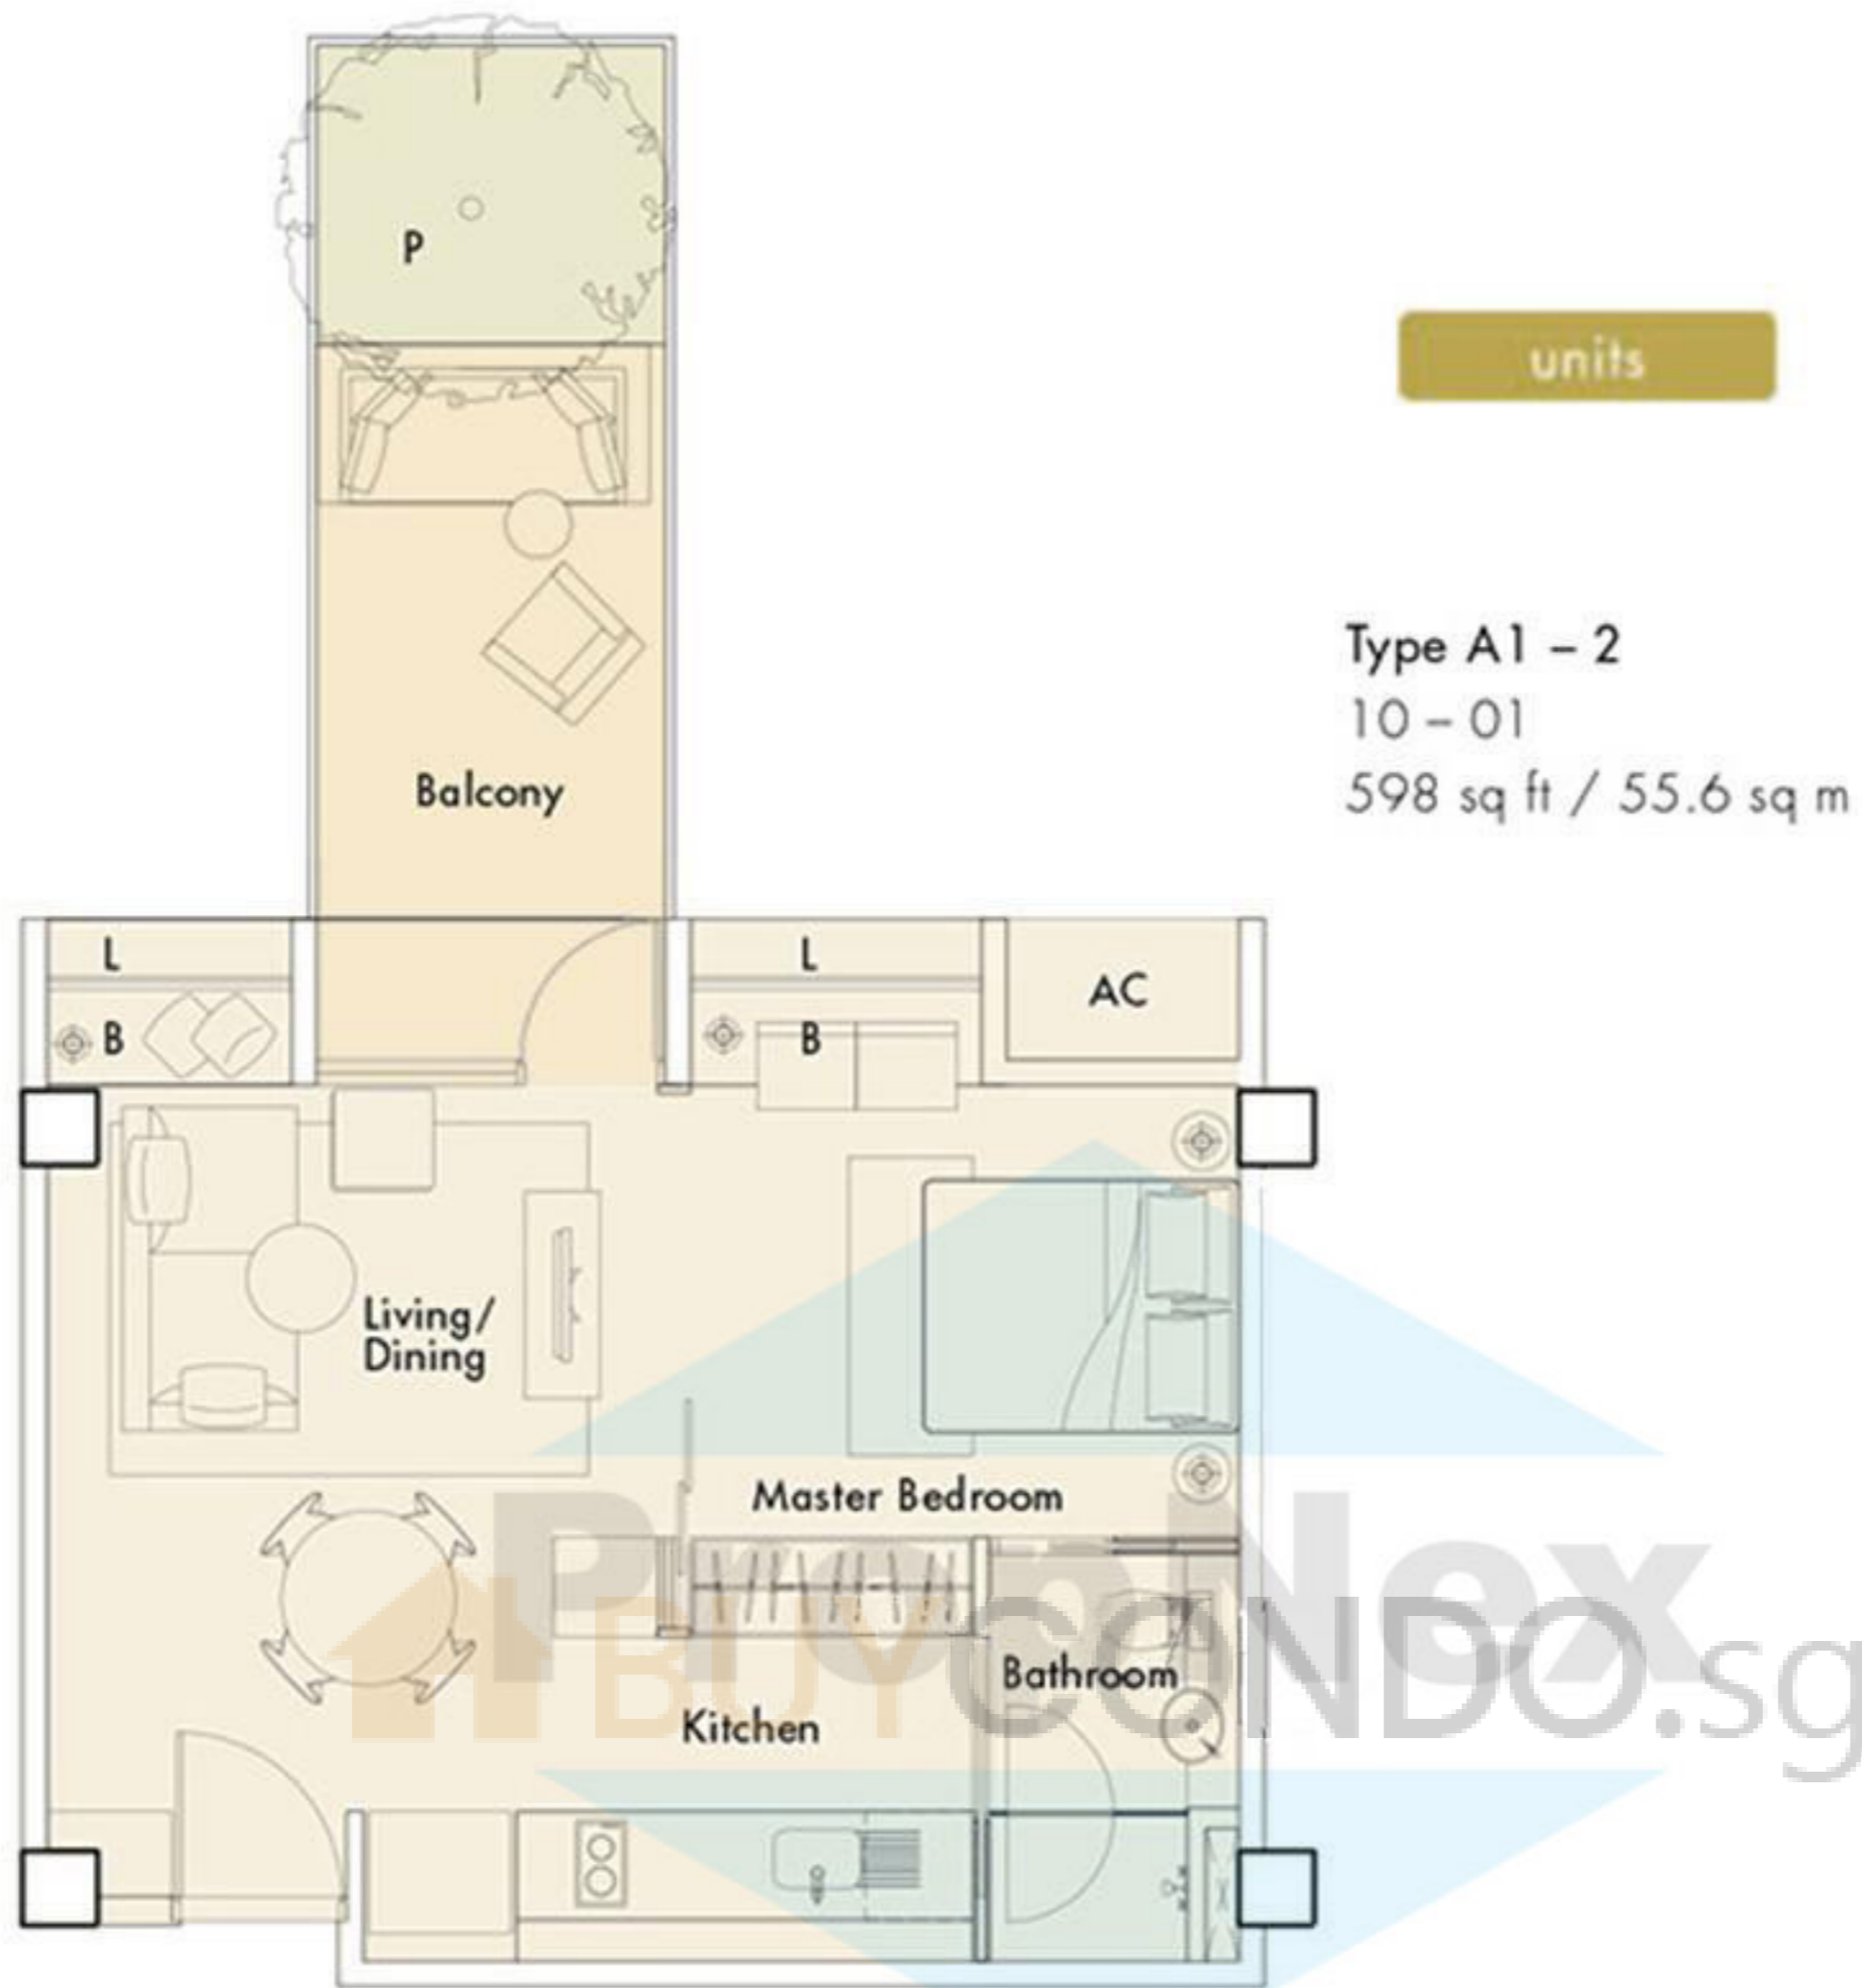 P
units
Type A1 – 2
10 – 01
598 sq ft / 55.6 sq m
Balcony
L
L
AC
B
B
Living/
Dining
Master Bedroom
PropNex
BUYCONDO.sg
Bathroom
Kitchen